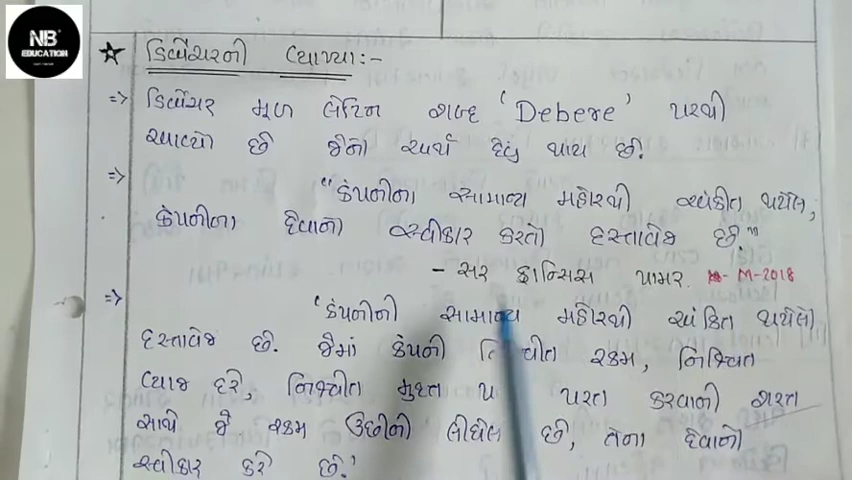 NB
EDUCATION
ડિબેંચરની વ્યાખ્યા:-
=> ડિબેંચર મૂળ લેટિન શબ્દ 'Debere' પરથી
આવ્યો છે જેનો અર્થ દેવું થાય છે.
=> "કંપનીના સામાન્ય મહોરથી અંકીત થયેલ,
કંપનીના દેવાનો સ્વીકાર કરતો દસ્તાવેજ છે."
- સર ફ્રાન્સિસ પામર. M-2018
=> 'કંપનીની સામાન્ય મહોરથી અંકિત થયેલો
દસ્તાવેજ છે. જેમાં કંપની રકમ, નિશ્ચિત
વ્યાજ દરે, નિશ્ચીત મુદ્દત પ પરત કરવાની શરત
સાથે જે રકમ ઉછીની લીધેલ છે, તેના દેવાનો
સ્વીકાર કરે છે.'